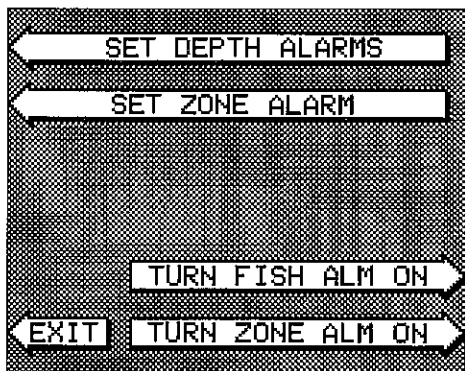 SET DEPTH ALARMS
SET ZONE ALARM
TURN FISH ALM ON
EXIT TURN ZONE ALM ON